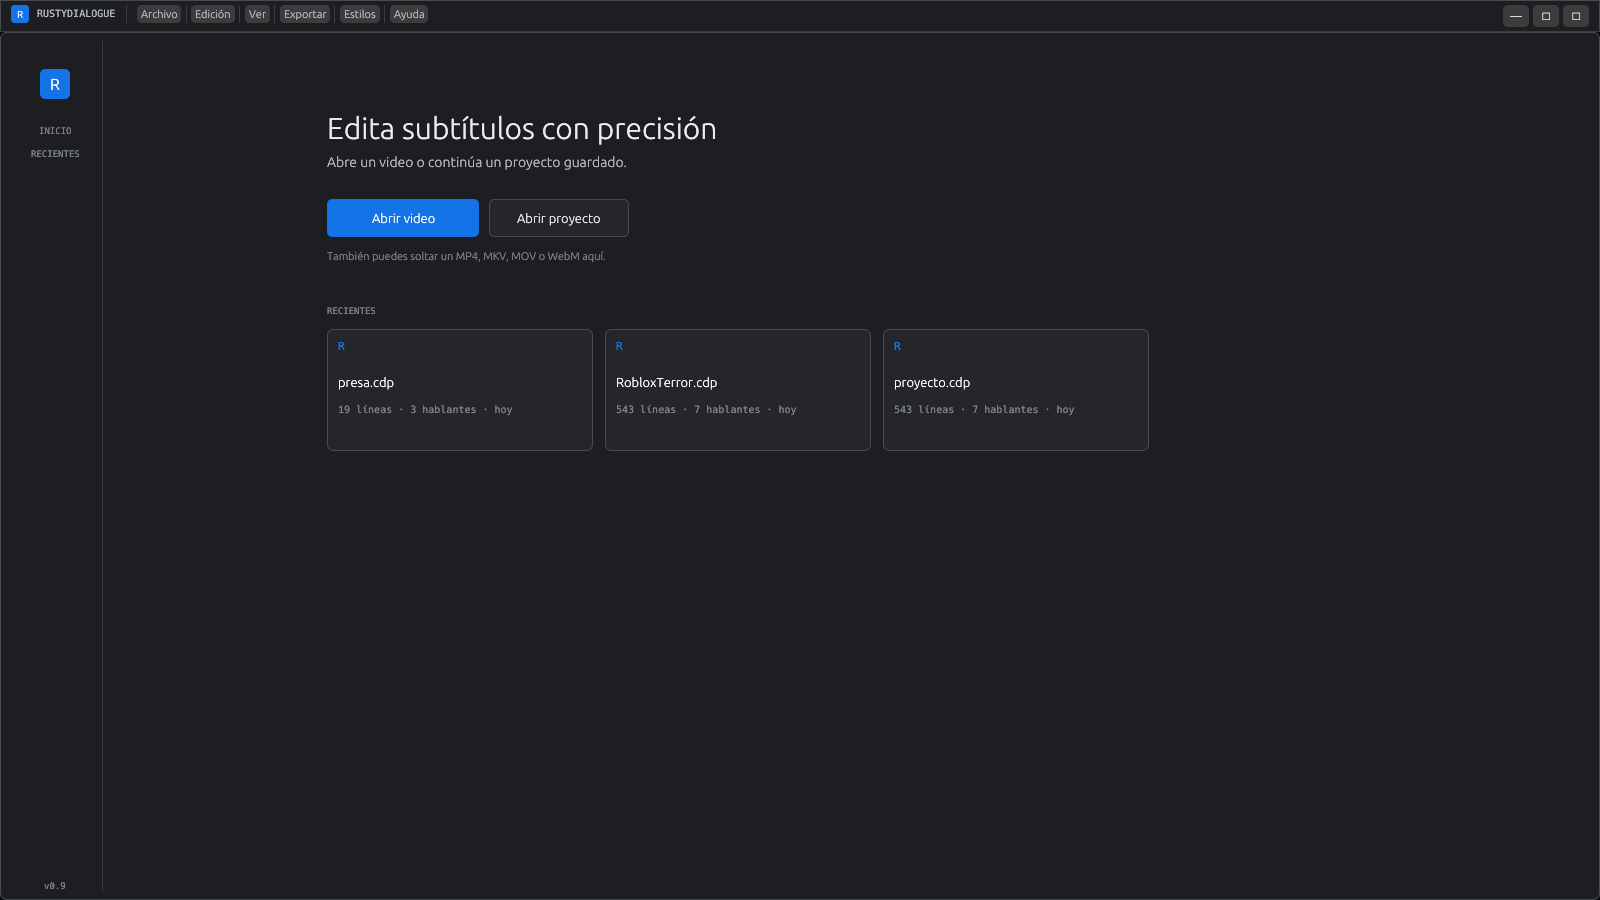 R RUSTYDIALOGUE Archivo Edición Ver Exportar Estilos Ayuda
R
INICIO
RECIENTES
Edita subtítulos con precisión
Abre un video o continúa un proyecto guardado.
Abrir video Abrir proyecto
También puedes soltar un MP4, MKV, MOV o WebM aquí.
RECIENTES
R
presa.cdp
19 líneas · 3 hablantes · hoy
R
RobloxTerror.cdp
543 líneas · 7 hablantes · hoy
R
proyecto.cdp
543 líneas · 7 hablantes · hoy
v0.9